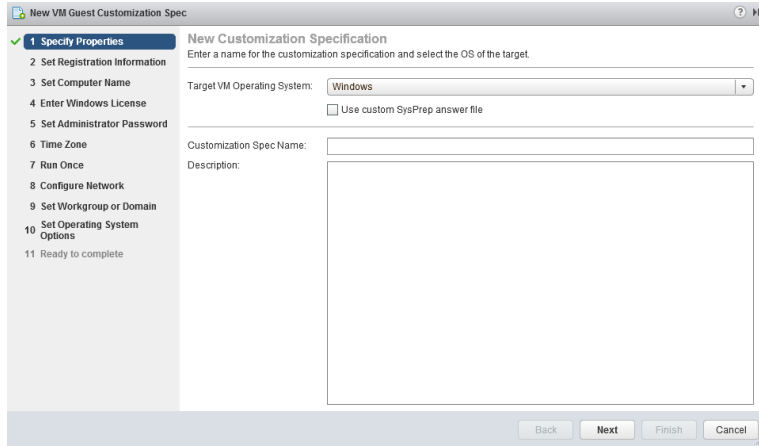 New VM Guest Customization Spec
1 Specify Properties
2 Set Registration Information
3 Set Computer Name
4 Enter Windows License
5 Set Administrator Password
6 Time Zone
7 Run Once
8 Configure Network
9 Set Workgroup or Domain
10 Set Operating System
Options
11 Ready to complete
New Customization Specification
Enter a name for the customization specification and select the OS of the target.
Target VM Operating System:
Windows
Use custom SysPrep answer file
Customization Spec Name:
Description:
Back Next Finish Cancel